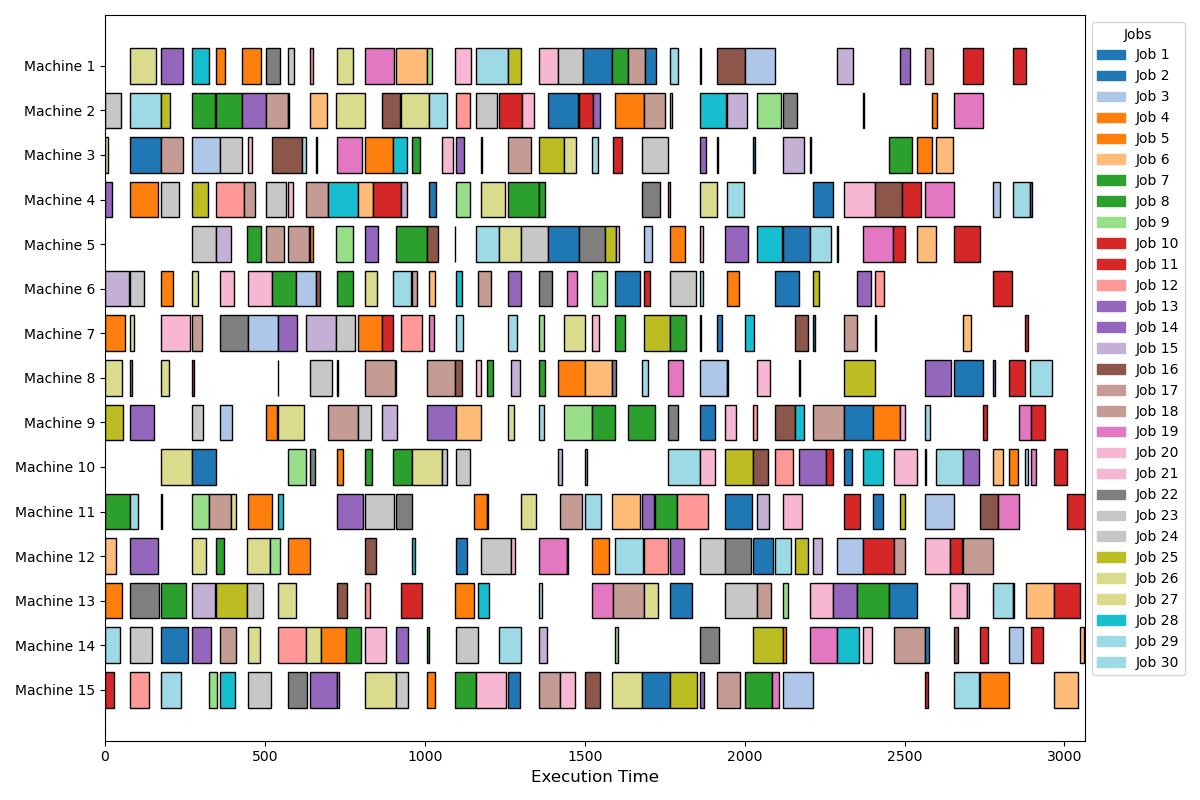 Machine 1
Machine 2
Machine 3
Machine 4
Machine 5
Machine 6
Machine 7
Machine 8
Machine 9
Machine 10
Machine 11
Machine 12
Machine 13
Machine 14
Machine 15
0 500 1000 1500 2000 2500 3000
Execution Time
Jobs
Job 1
Job 2
Job 3
Job 4
Job 5
Job 6
Job 7
Job 8
Job 9
Job 10
Job 11
Job 12
Job 13
Job 14
Job 15
Job 16
Job 17
Job 18
Job 19
Job 20
Job 21
Job 22
Job 23
Job 24
Job 25
Job 26
Job 27
Job 28
Job 29
Job 30